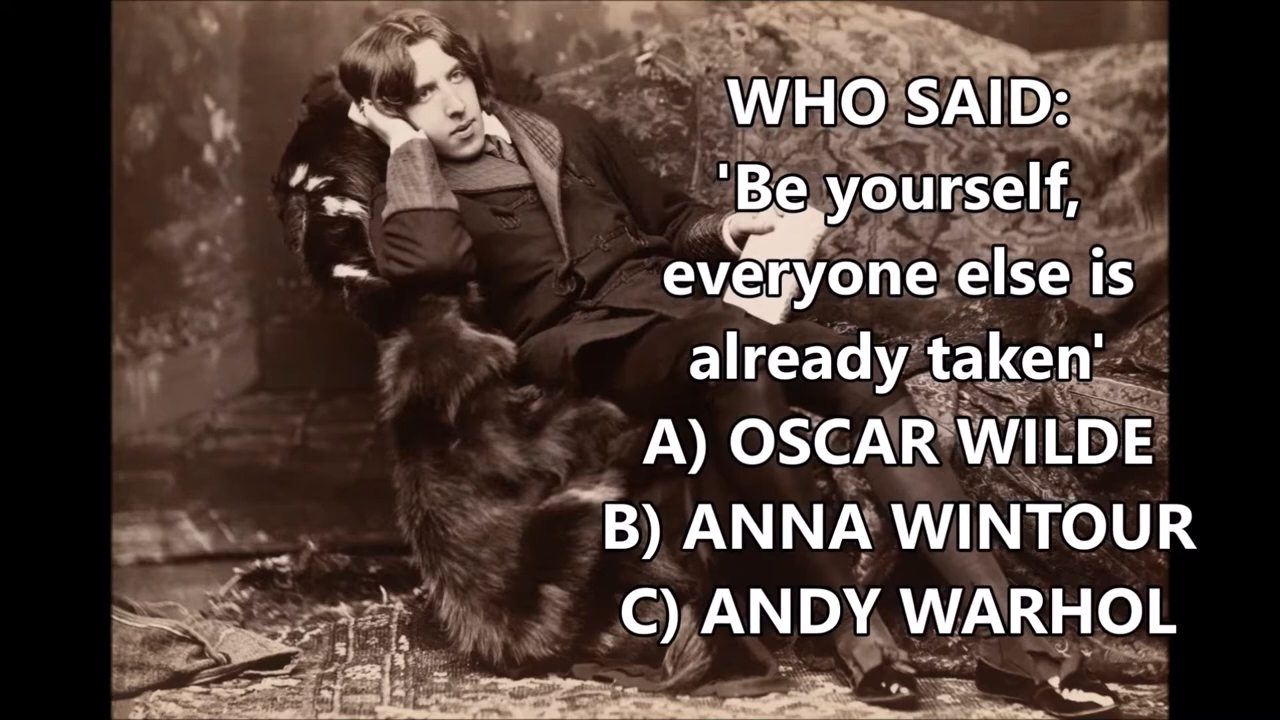 WHO SAID:
'Be yourself,
everyone else is
already taken'
A) OSCAR WILDE
B) ANNA WINTOUR
C) ANDY WARHOL